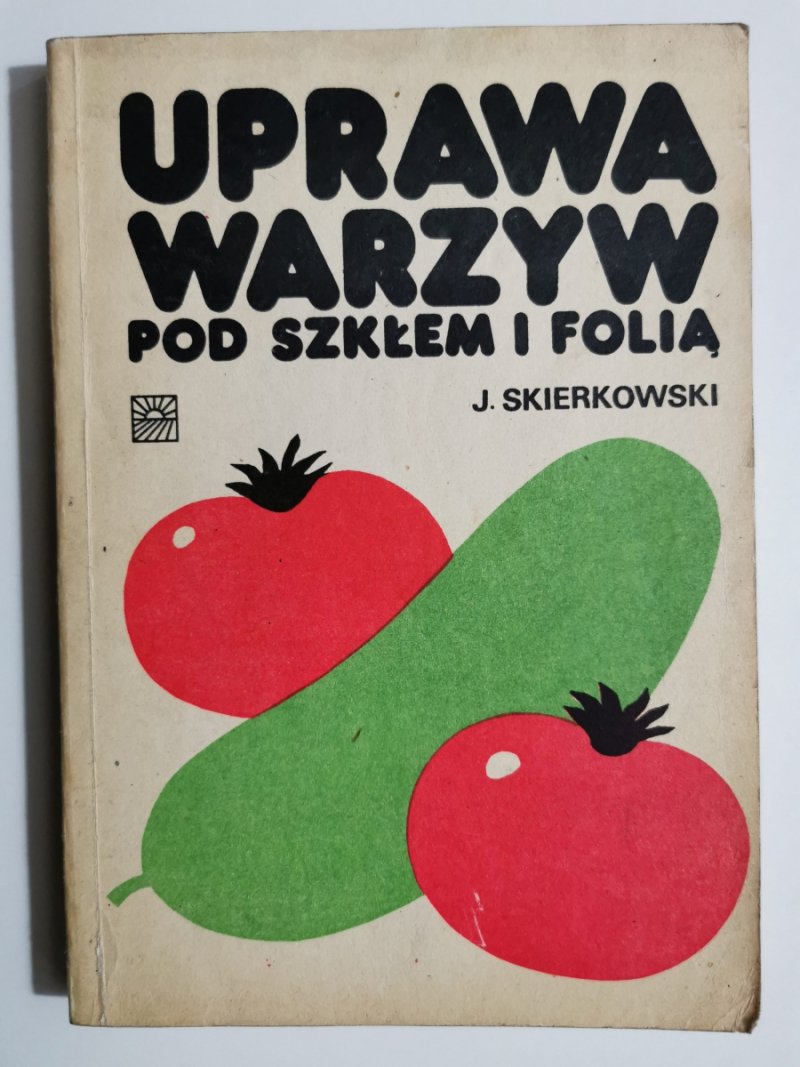 UPRAWA
WARZYW
POD SZKŁEM I FOLIĄ
J. SKIERKOWSKI